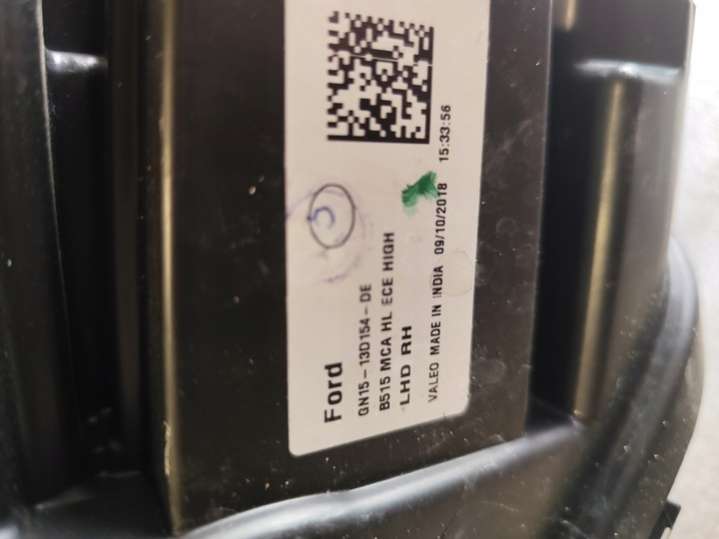 Ford
GN15-13D154-DE
B515 MCA HL ECE HIGH
LHD RH
VALEO MADE IN INDIA 09/10/2018 15:33:56